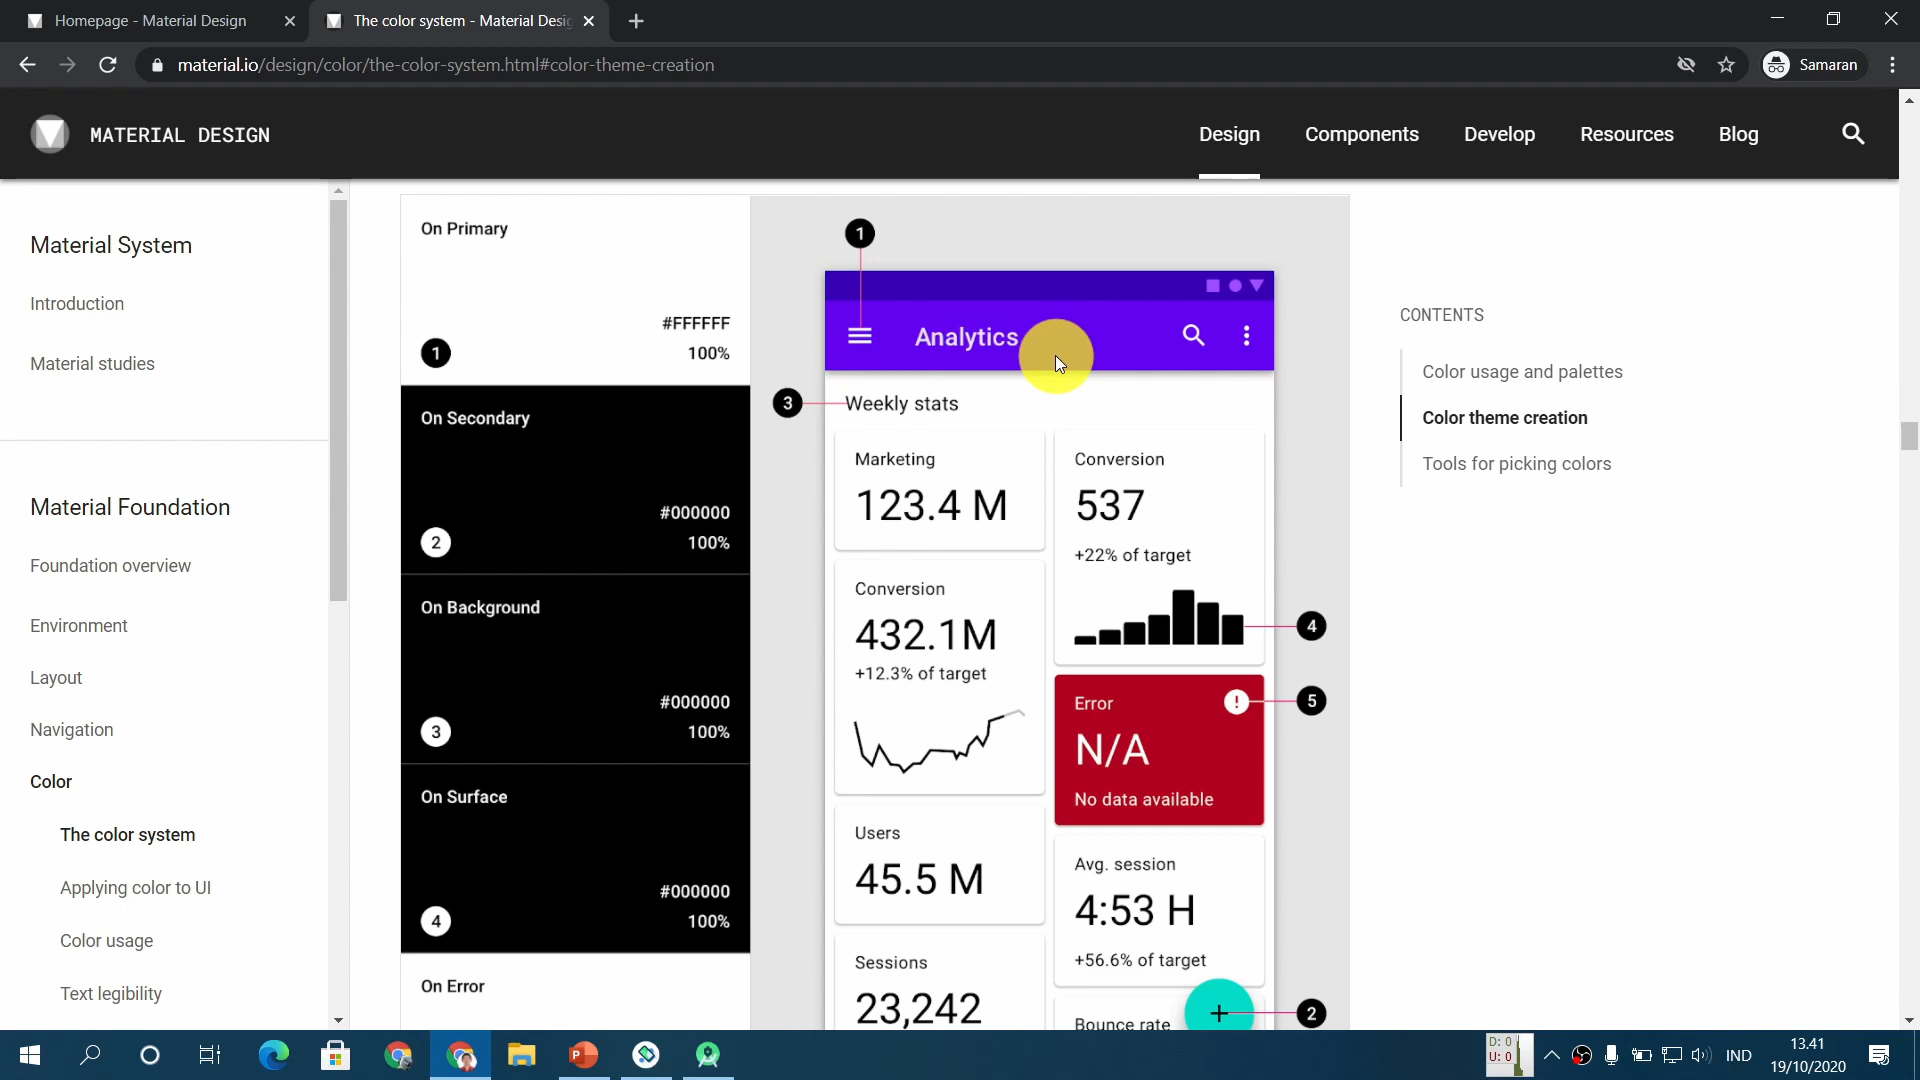 Homepage - Material Design
The color system - Material Desig
material.io/design/color/the-color-system.html#color-theme-creation
Samaran
MATERIAL DESIGN
Design
Components
Develop
Resources
Blog
Material System
Introduction
Material studies
Material Foundation
Foundation overview
Environment
Layout
Navigation
Color
The color system
Applying color to UI
Color usage
Text legibility
On Primary
#FFFFFF
1
100%
On Secondary
#000000
2
100%
On Background
#000000
3
100%
On Surface
#000000
4
100%
On Error
1
Analytics
3
Weekly stats
Marketing
123.4 M
Conversion
432.1M
+12.3% of target
Users
45.5 M
Sessions
23,242
Conversion
537
+22% of target
4
Error
!
5
N/A
No data available
Avg. session
4:53 H
+56.6% of target
Bounce rate
+
2
CONTENTS
Color usage and palettes
Color theme creation
Tools for picking colors
D: 0
U: 0
IND
13.41
19/10/2020